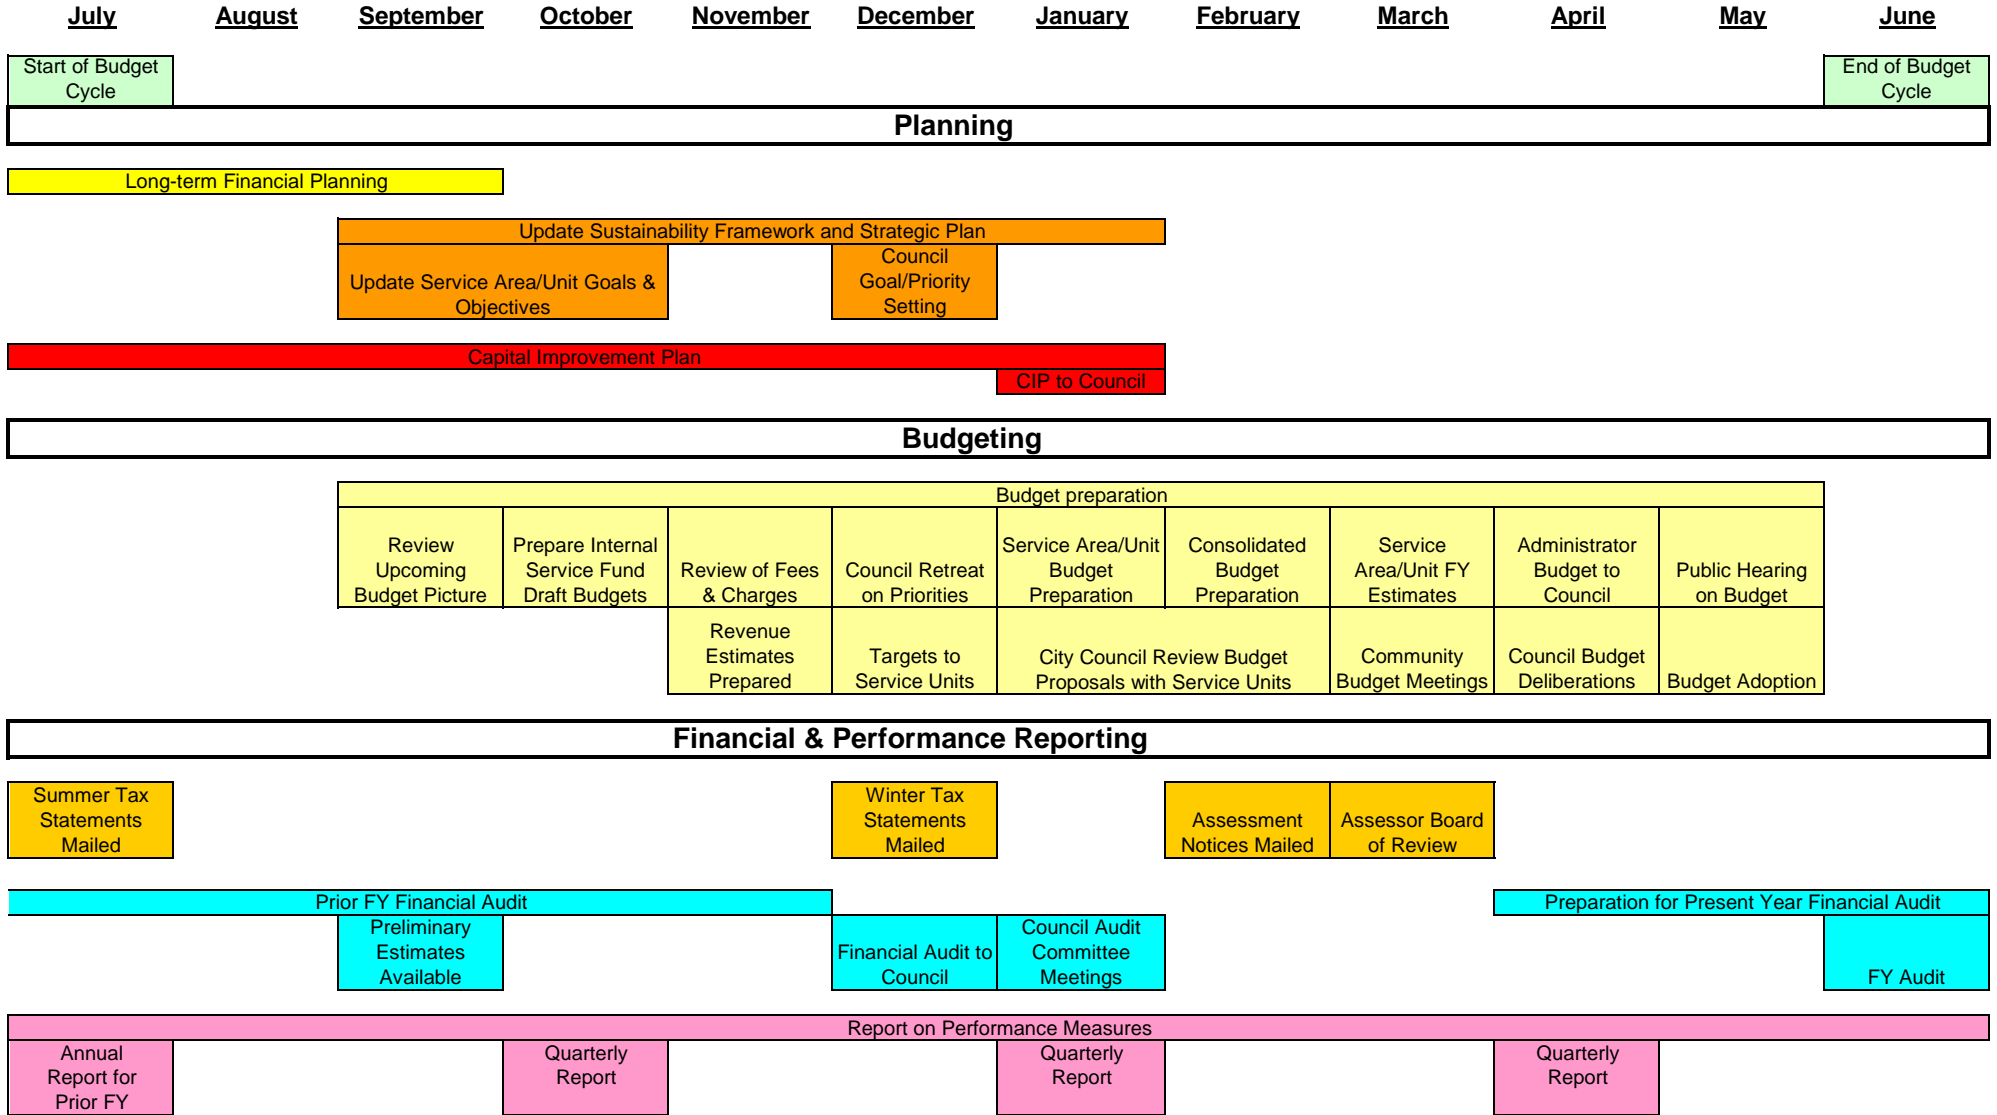 July August September October November December January February March April May June
Start of Budget
Cycle
End of Budget
Cycle
Planning
Long-term Financial Planning
Update Sustainability Framework and Strategic Plan
Update Service Area/Unit Goals &
Objectives
Council
Goal/Priority
Setting
Capital Improvement Plan
CIP to Council
Budgeting
Budget preparation
Review
Upcoming
Budget Picture
Prepare Internal
Service Fund
Draft Budgets
Review of Fees
& Charges
Council Retreat
on Priorities
Service Area/Unit
Budget
Preparation
Consolidated
Budget
Preparation
Service
Area/Unit FY
Estimates
Administrator
Budget to
Council
Public Hearing
on Budget
Revenue
Estimates
Prepared
Targets to
Service Units
City Council Review Budget
Proposals with Service Units
Community
Budget Meetings
Council Budget
Deliberations
Budget Adoption
Financial & Performance Reporting
Summer Tax
Statements
Mailed
Winter Tax
Statements
Mailed
Assessment
Notices Mailed
Assessor Board
of Review
Prior FY Financial Audit
Preparation for Present Year Financial Audit
Preliminary
Estimates
Available
Financial Audit to
Council
Council Audit
Committee
Meetings
FY Audit
Report on Performance Measures
Annual
Report for
Prior FY
Quarterly
Report
Quarterly
Report
Quarterly
Report